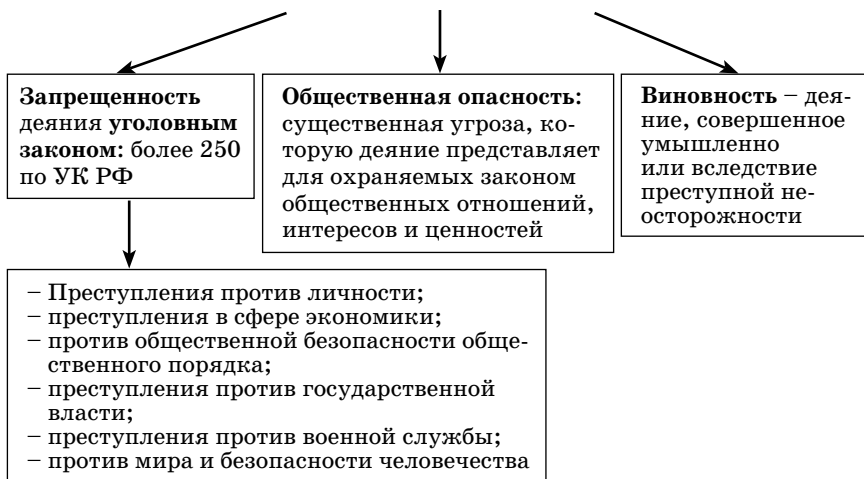 Запрещенность
деяния уголовным
законом: более 250
по УК РФ
Общественная опасность:
существенная угроза, ко-
торую деяние представляет
для охраняемых законом
общественных отношений,
интересов и ценностей
Виновность – дея-
ние, совершенное
умышленно
или вследствие
преступной не-
осторожности
– Преступления против личности;
– преступления в сфере экономики;
– против общественной безопасности обще-
ственного порядка;
– преступления против государственной
власти;
– преступления против военной службы;
– против мира и безопасности человечества